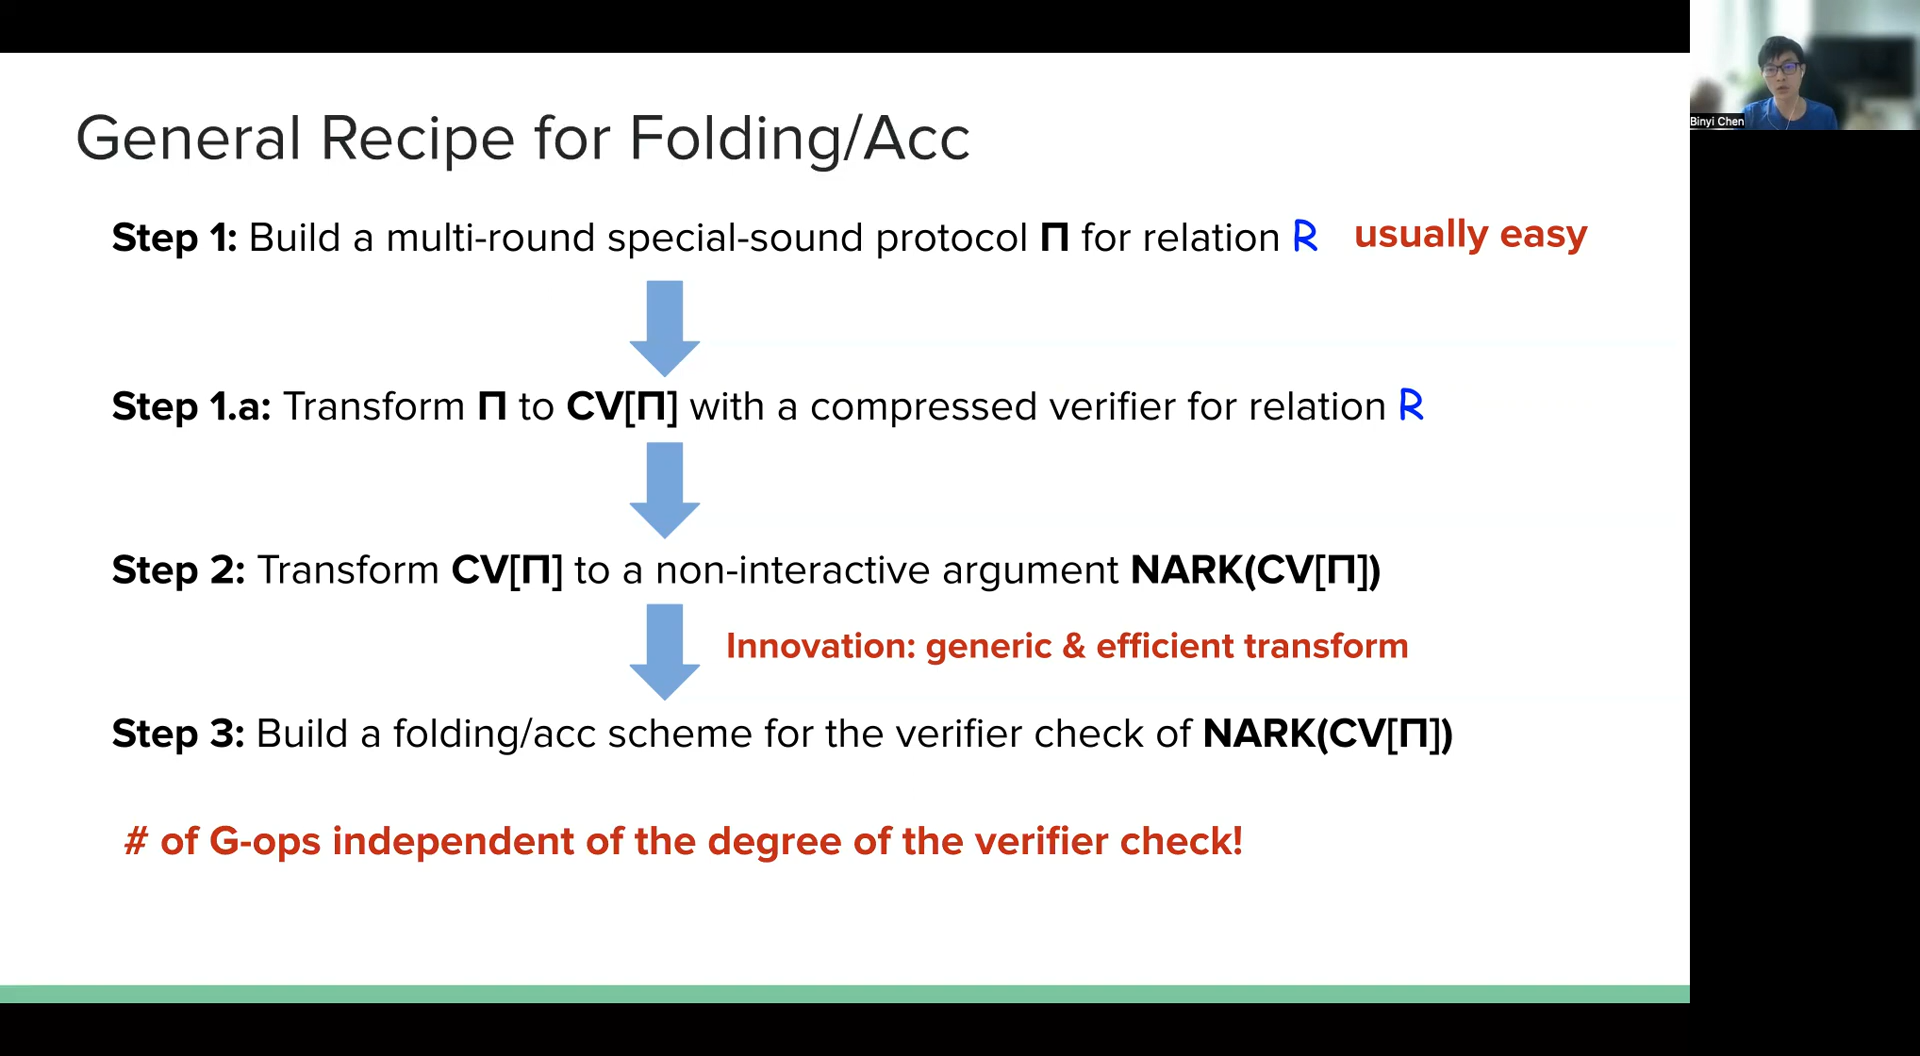 General Recipe for Folding/Acc
Binyi Chen
Step 1: Build a multi-round special-sound protocol Π for relation R usually easy
Step 1.a: Transform Π to CV[Π] with a compressed verifier for relation R
Step 2: Transform CV[Π] to a non-interactive argument NARK(CV[Π])
Innovation: generic & efficient transform
Step 3: Build a folding/acc scheme for the verifier check of NARK(CV[Π])
# of G-ops independent of the degree of the verifier check!